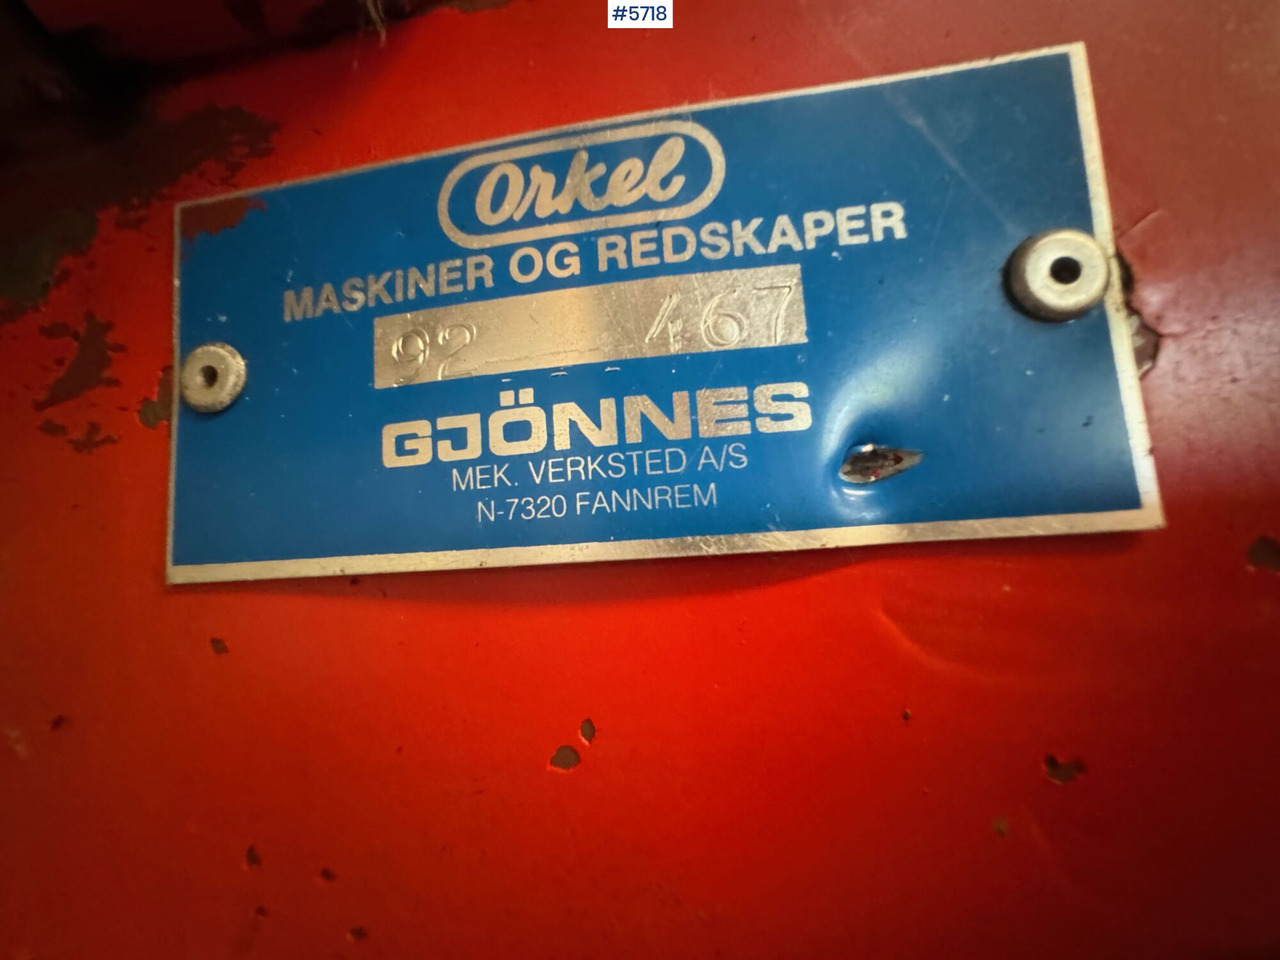 #5718
Orkel
MASKINER OG REDSKAPER
92 467
GJÖNNES
MEK. VERKSTED A/S
N-7320 FANNREM